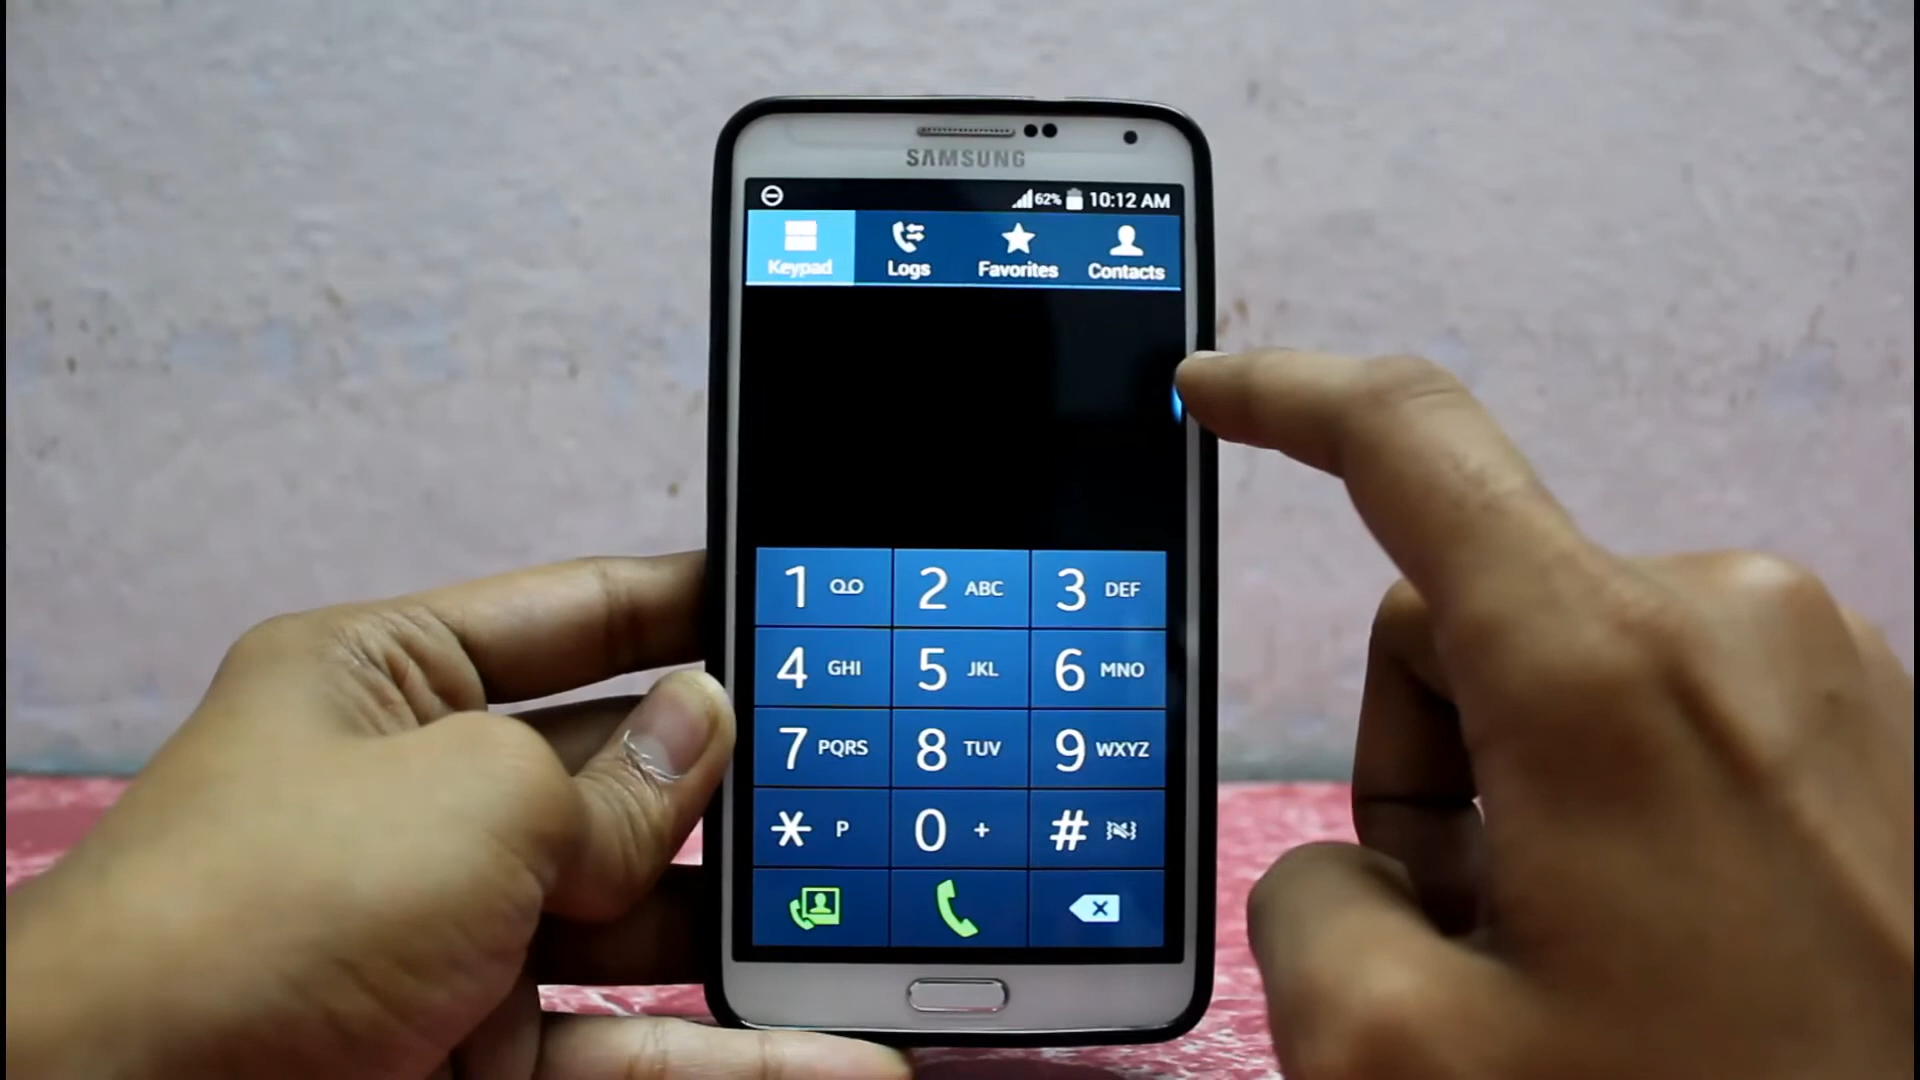 SAMSUNG
62% 10:12 AM
Keypad Logs Favorites Contacts
1 2 ABC 3 DEF
4 GHI 5 JKL 6 MNO
7 PQRS 8 TUV 9 WXYZ
* P 0 + #